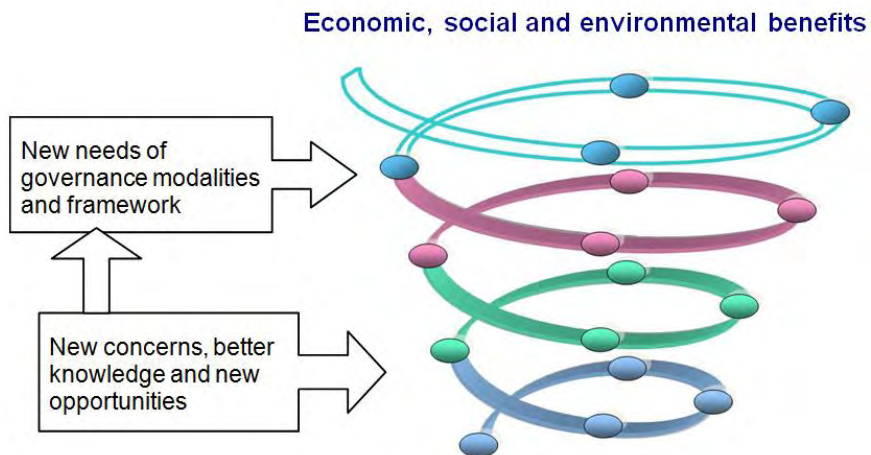 Economic, social and environmental benefits
New needs of
governance modalities
and framework
New concerns, better
knowledge and new
opportunities